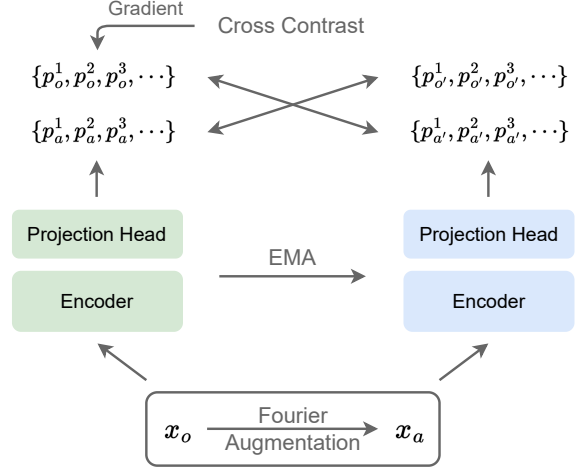 Gradient
Cross Contrast
{p_o^1, p_o^2, p_o^3, ⋯}
{p_{o'}^1, p_{o'}^2, p_{o'}^3, ⋯}
{p_a^1, p_a^2, p_a^3, ⋯}
{p_{a'}^1, p_{a'}^2, p_{a'}^3, ⋯}
Projection Head
Projection Head
EMA
Encoder
Encoder
x_o
Fourier
Augmentation
x_a